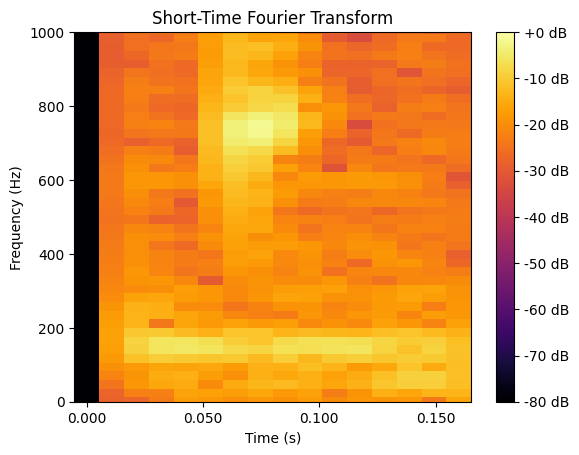 Short-Time Fourier Transform
1000
800
600
400
200
0
Frequency (Hz)
0.000
0.050
0.100
0.150
Time (s)
+0 dB
-10 dB
-20 dB
-30 dB
-40 dB
-50 dB
-60 dB
-70 dB
-80 dB